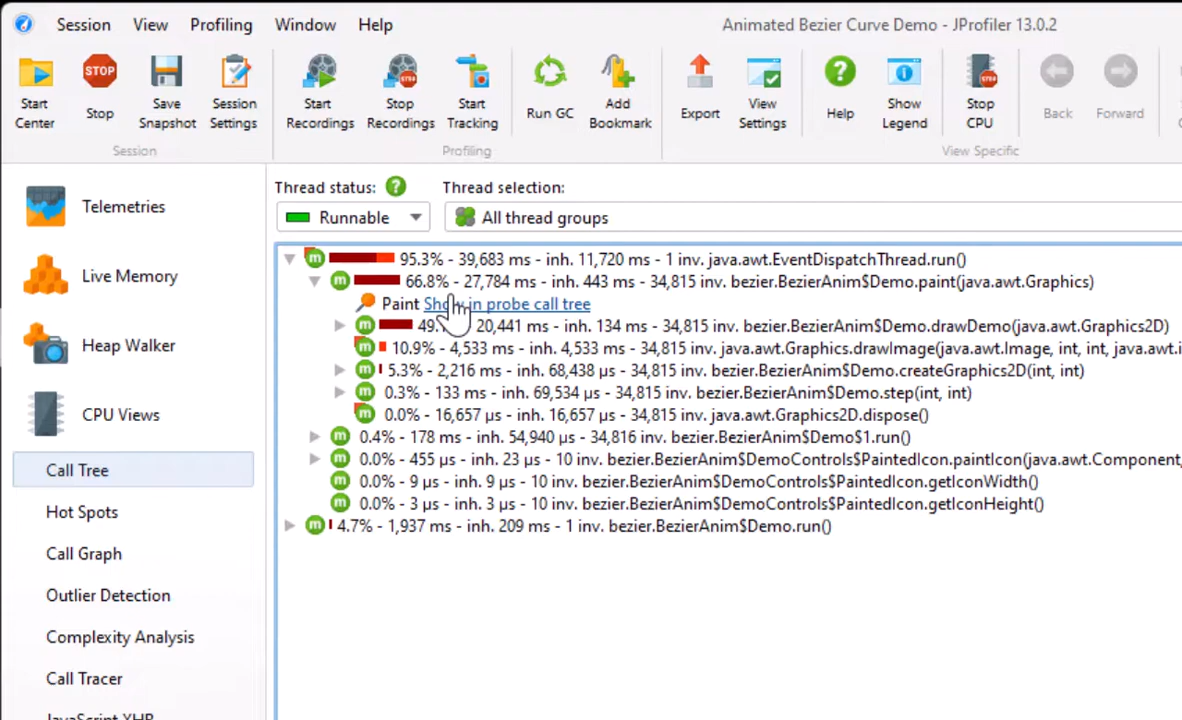 Session View Profiling Window Help Animated Bezier Curve Demo - JProfiler 13.0.2
Start Center
STOP Stop
Save Snapshot
Session Settings
Start Recordings
Stop Recordings
Start Tracking
Run GC
Add Bookmark
Export
View Settings
Help
Show Legend
Stop CPU
Back
Forward
Session Profiling View Specific
Telemetries
Live Memory
Heap Walker
CPU Views
Call Tree
Hot Spots
Call Graph
Outlier Detection
Complexity Analysis
Call Tracer
JavaScript XHR
Thread status: Thread selection:
Runnable All thread groups
95.3% - 39,683 ms - inh. 11,720 ms - 1 inv. java.awt.EventDispatchThread.run()
66.8% - 27,784 ms - inh. 443 ms - 34,815 inv. bezier.BezierAnim$Demo.paint(java.awt.Graphics)
Paint Show in probe call tree
20,441 ms - inh. 134 ms - 34,815 inv. bezier.BezierAnim$Demo.drawDemo(java.awt.Graphics2D)
10.9% - 4,533 ms - inh. 4,533 ms - 34,815 inv. java.awt.Graphics.drawImage(java.awt.Image, int, int, java.awt.i
5.3% - 2,216 ms - inh. 68,438 µs - 34,815 inv. bezier.BezierAnim$Demo.createGraphics2D(int, int)
0.3% - 133 ms - inh. 69,534 µs - 34,815 inv. bezier.BezierAnim$Demo.step(int, int)
0.0% - 16,657 µs - inh. 16,657 µs - 34,815 inv. java.awt.Graphics2D.dispose()
0.4% - 178 ms - inh. 54,940 µs - 34,816 inv. bezier.BezierAnim$Demo$1.run()
0.0% - 455 µs - inh. 23 µs - 10 inv. bezier.BezierAnim$DemoControls$PaintedIcon.paintIcon(java.awt.Component,
0.0% - 9 µs - inh. 9 µs - 10 inv. bezier.BezierAnim$DemoControls$PaintedIcon.getIconWidth()
0.0% - 3 µs - inh. 3 µs - 10 inv. bezier.BezierAnim$DemoControls$PaintedIcon.getIconHeight()
4.7% - 1,937 ms - inh. 209 ms - 1 inv. bezier.BezierAnim$Demo.run()